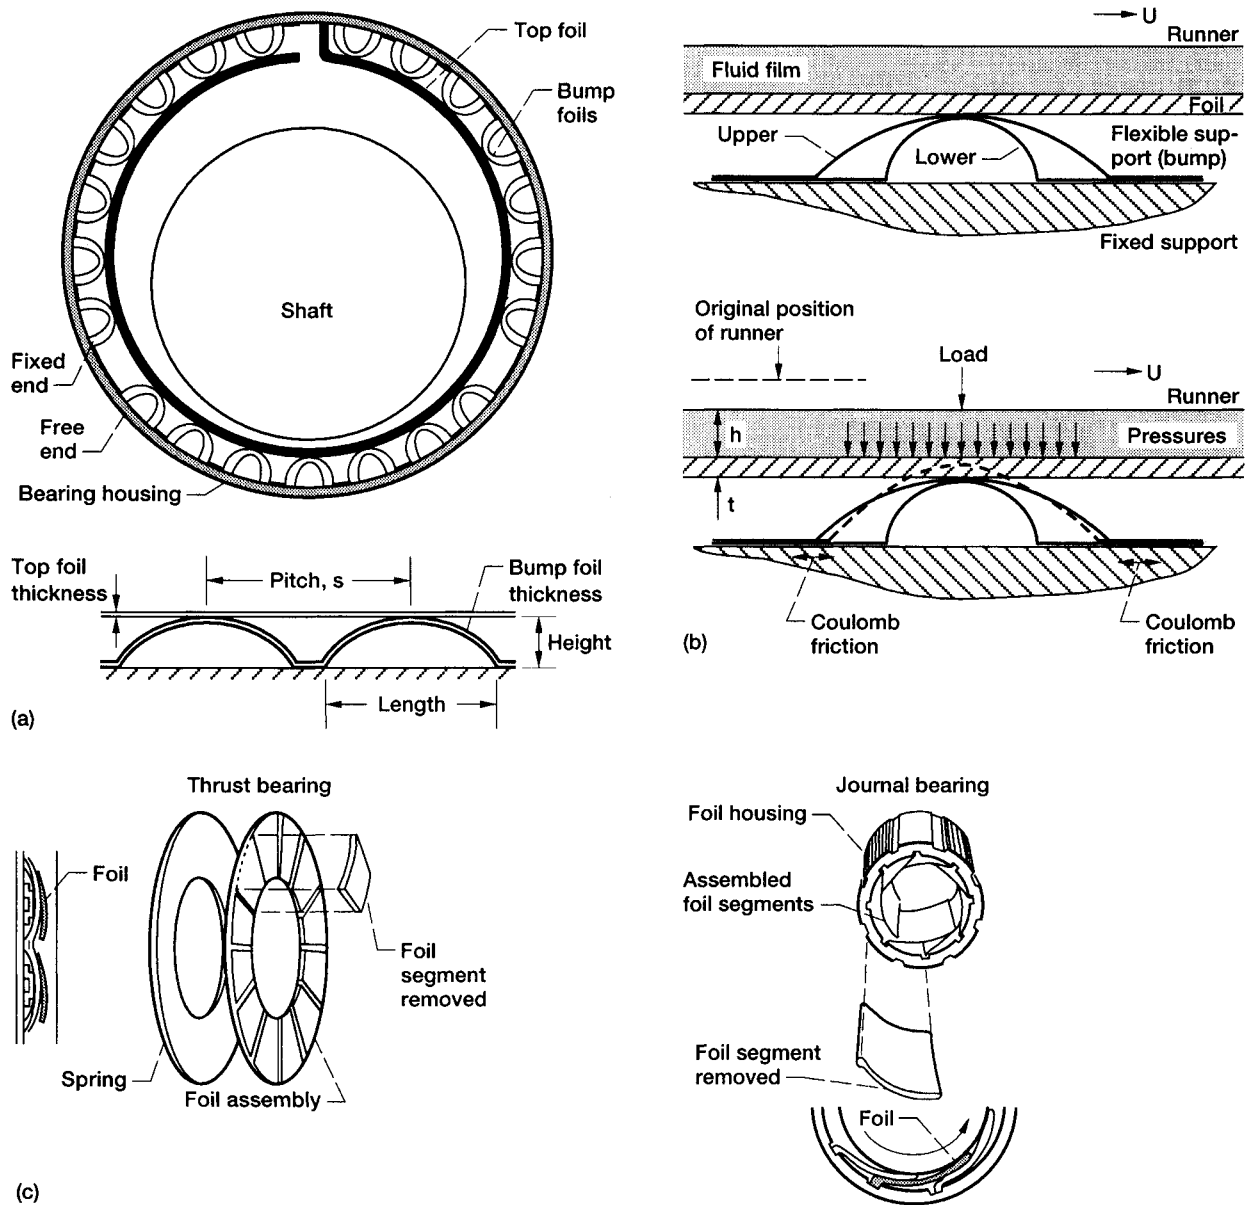 Top foil
Bump
foils
Shaft
Fixed
end
Free
end
Bearing housing
Top foil
thickness
Pitch, s
Bump foil
thickness
Height
Length
(a)
U
Runner
Fluid film
Foil
Upper
Lower
Flexible sup-
port (bump)
Fixed support
Original position
of runner
Load
U
Runner
h
Pressures
t
Coulomb
friction
Coulomb
friction
(b)
Thrust bearing
Foil
Foil
segment
removed
Spring
Foil assembly
Journal bearing
Foil housing
Assembled
foil segments
Foil segment
removed
Foil
(c)